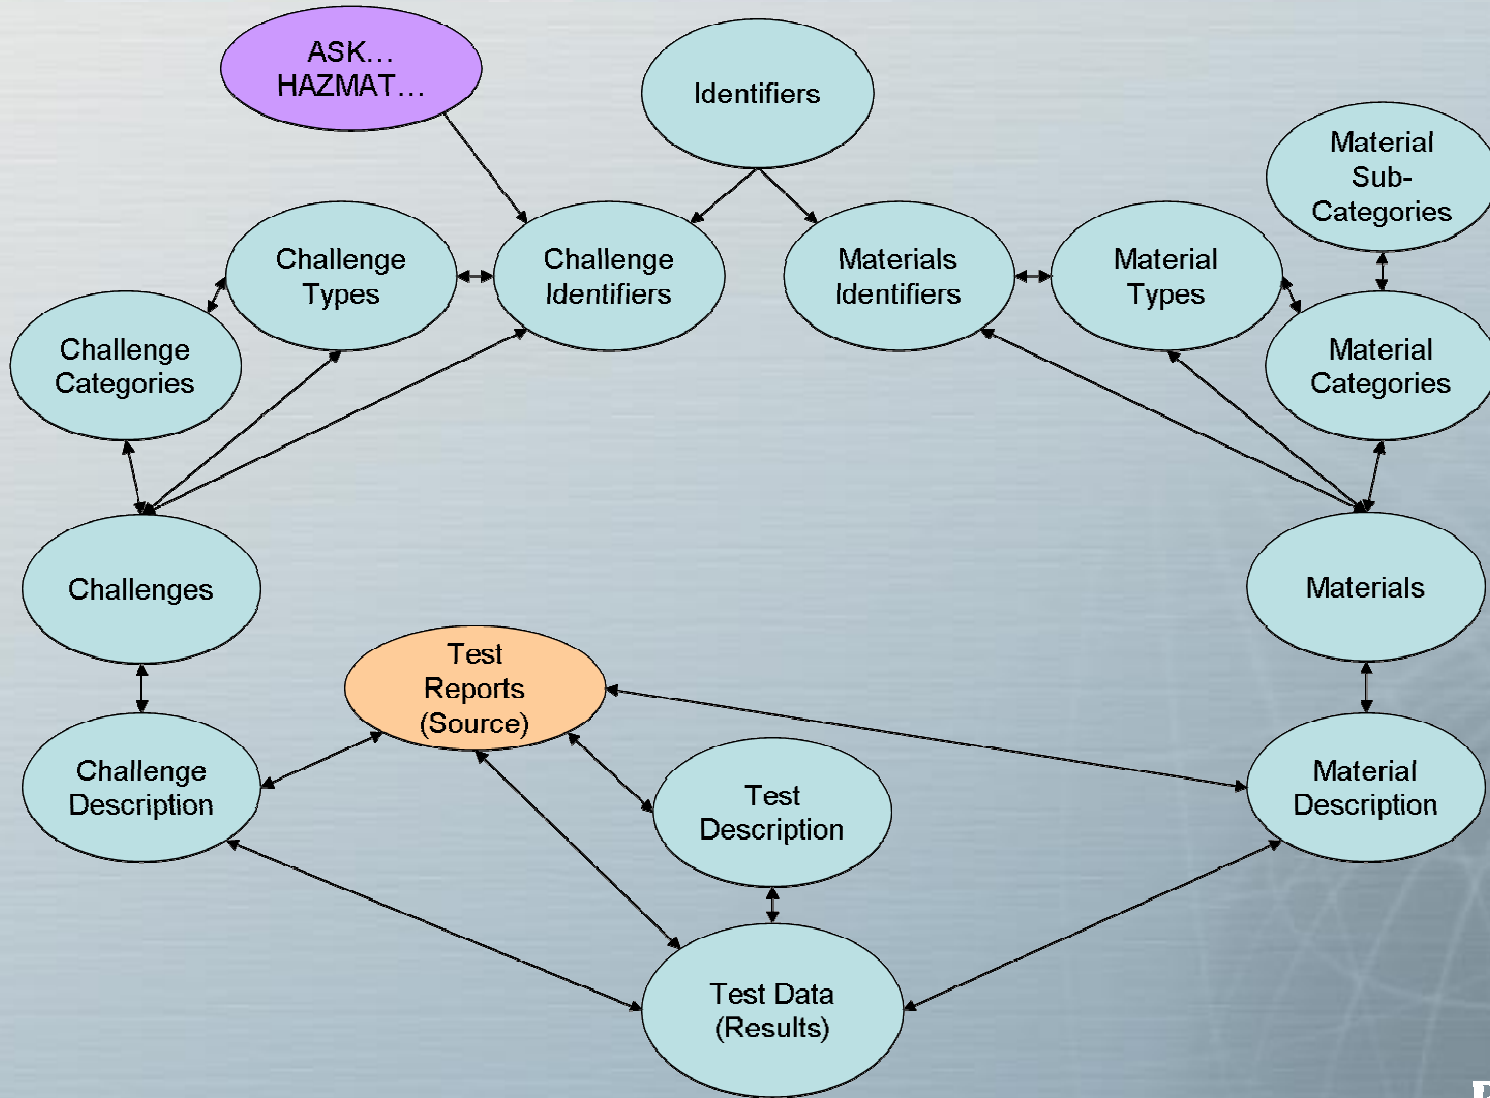 ASK...
HAZMAT...
Identifiers
Material
Sub-
Categories
Challenge
Types
Challenge
Identifiers
Materials
Identifiers
Material
Types
Challenge
Categories
Material
Categories
Challenges
Materials
Test
Reports
(Source)
Challenge
Description
Test
Description
Material
Description
Test Data
(Results)